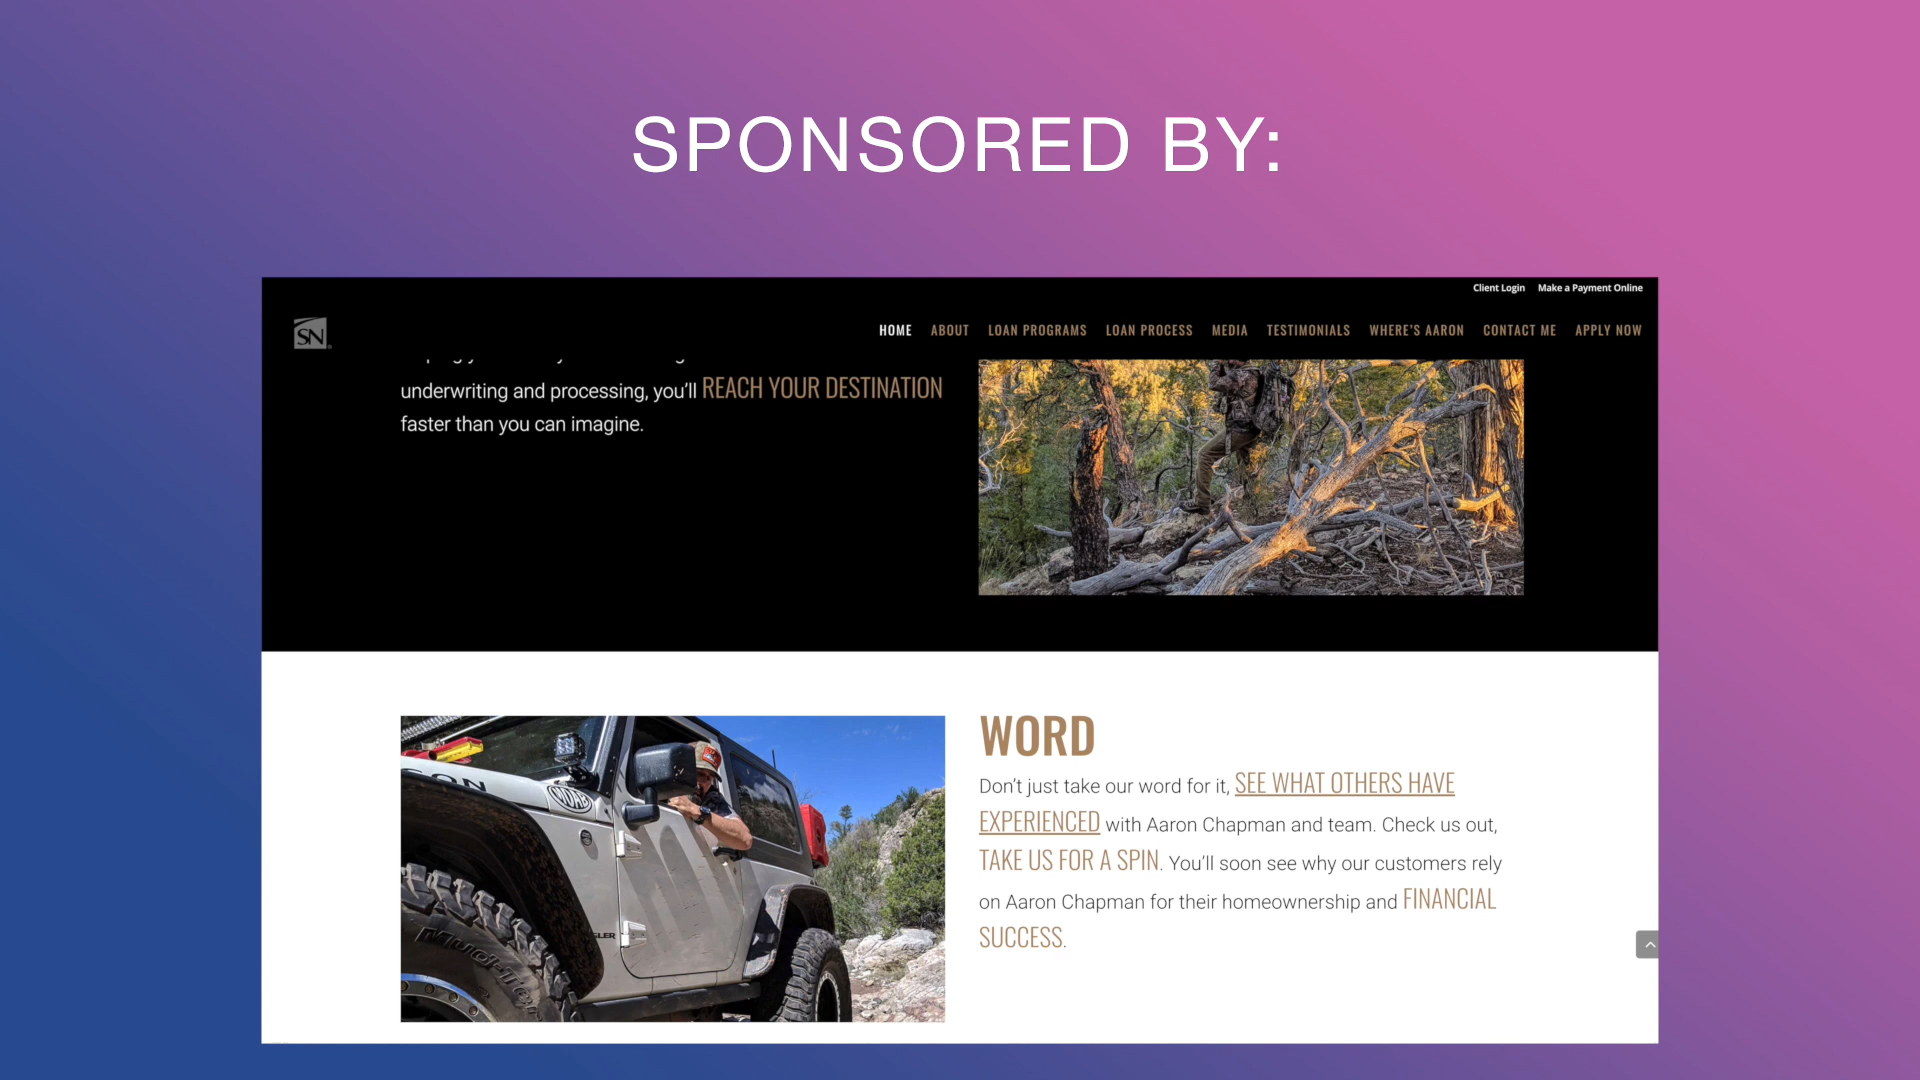 SPONSORED BY:
Client Login Make a Payment Online
SN
HOME ABOUT LOAN PROGRAMS LOAN PROCESS MEDIA TESTIMONIALS WHERE'S AARON CONTACT ME APPLY NOW
underwriting and processing, you'll REACH YOUR DESTINATION
faster than you can imagine.
WORD
Don't just take our word for it, SEE WHAT OTHERS HAVE
EXPERIENCED with Aaron Chapman and team. Check us out,
TAKE US FOR A SPIN. You'll soon see why our customers rely
on Aaron Chapman for their homeownership and FINANCIAL
SUCCESS.